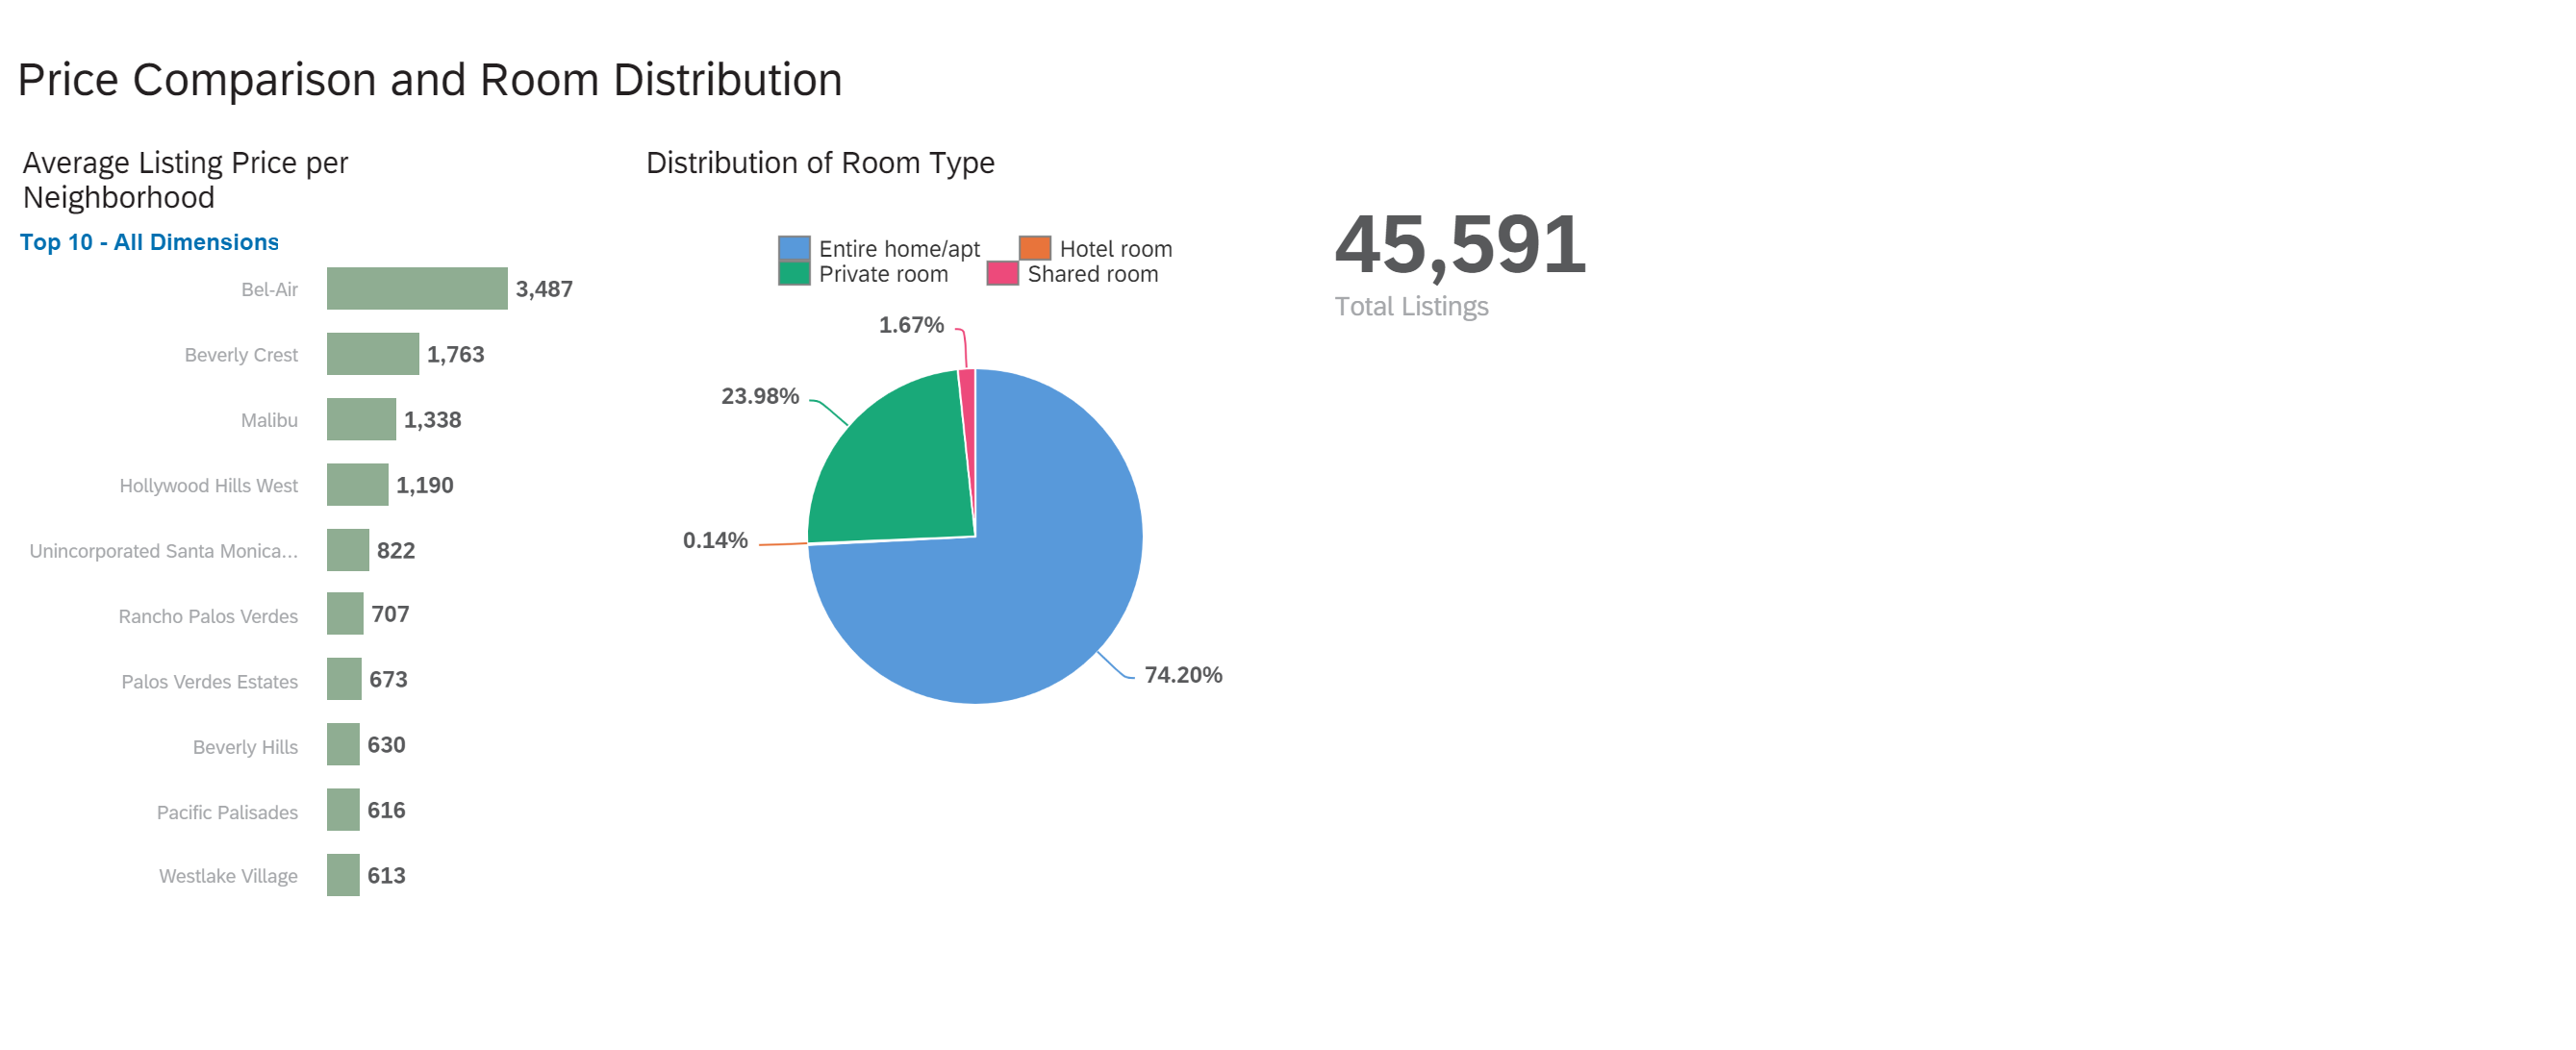 Price Comparison and Room Distribution
Average Listing Price per
Neighborhood
Top 10 - All Dimensions
Bel-Air 3,487
Beverly Crest 1,763
Malibu 1,338
Hollywood Hills West 1,190
Unincorporated Santa Monica... 822
Rancho Palos Verdes 707
Palos Verdes Estates 673
Beverly Hills 630
Pacific Palisades 616
Westlake Village 613
Distribution of Room Type
Entire home/apt Hotel room
Private room Shared room
1.67%
23.98%
0.14%
74.20%
45,591
Total Listings